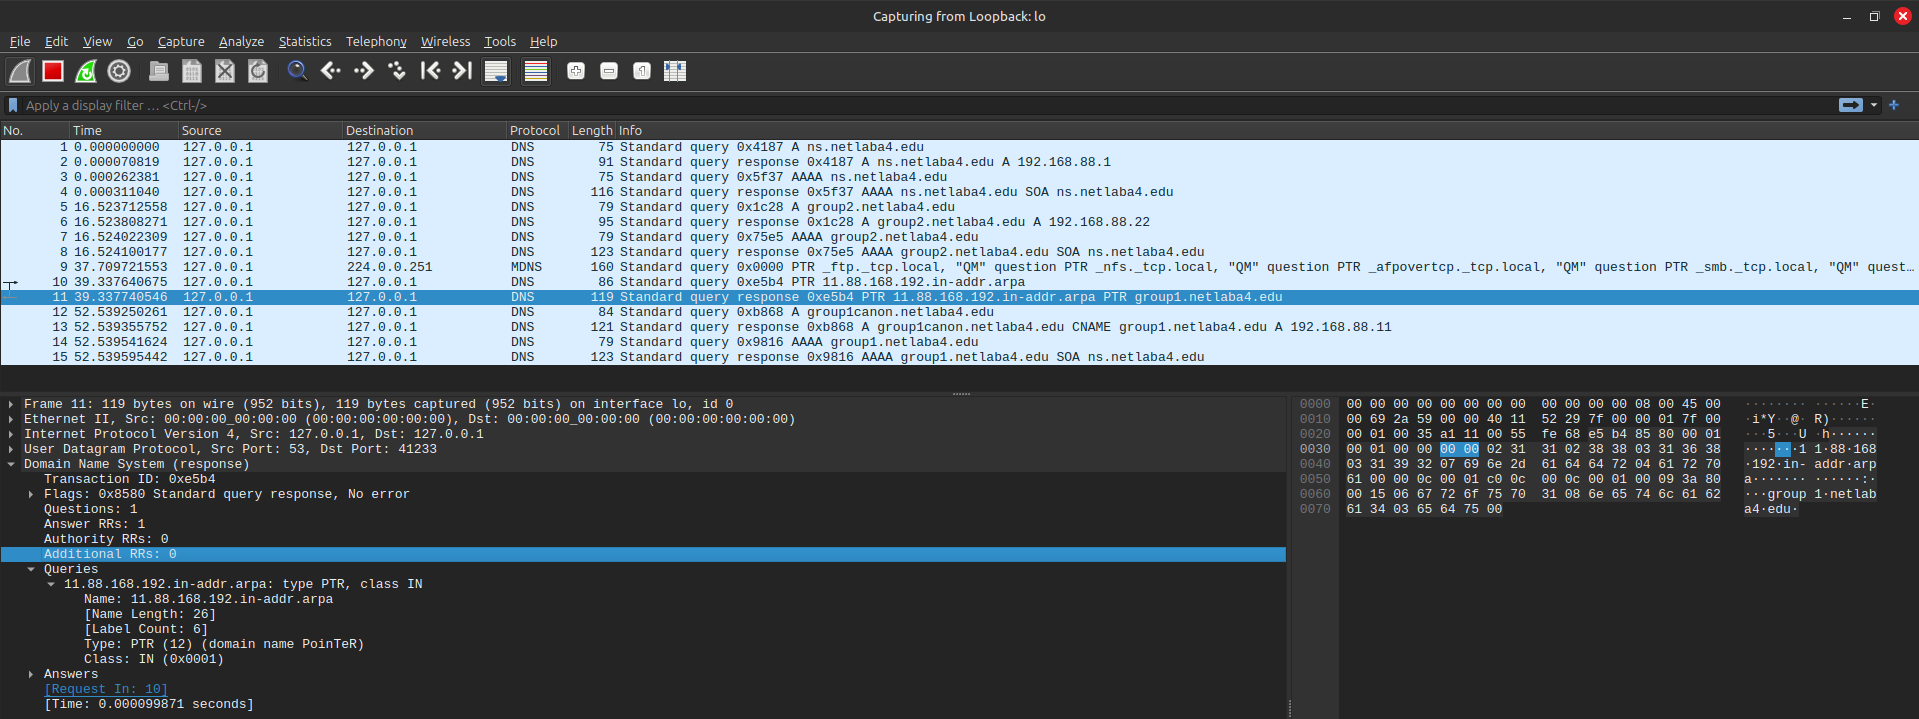 Capturing from Loopback: lo
File Edit View Go Capture Analyze Statistics Telephony Wireless Tools Help
Apply a display filter … <Ctrl-/>
No. Time Source Destination Protocol Length Info
1 0.000000000 127.0.0.1 127.0.0.1 DNS 75 Standard query 0x4187 A ns.netlaba4.edu
2 0.000070819 127.0.0.1 127.0.0.1 DNS 91 Standard query response 0x4187 A ns.netlaba4.edu A 192.168.88.1
3 0.000262381 127.0.0.1 127.0.0.1 DNS 75 Standard query 0x5f37 AAAA ns.netlaba4.edu
4 0.000311040 127.0.0.1 127.0.0.1 DNS 116 Standard query response 0x5f37 AAAA ns.netlaba4.edu SOA ns.netlaba4.edu
5 16.523712558 127.0.0.1 127.0.0.1 DNS 79 Standard query 0x1c28 A group2.netlaba4.edu
6 16.523808271 127.0.0.1 127.0.0.1 DNS 95 Standard query response 0x1c28 A group2.netlaba4.edu A 192.168.88.22
7 16.524022309 127.0.0.1 127.0.0.1 DNS 79 Standard query 0x75e5 AAAA group2.netlaba4.edu
8 16.524100177 127.0.0.1 127.0.0.1 DNS 123 Standard query response 0x75e5 AAAA group2.netlaba4.edu SOA ns.netlaba4.edu
9 37.709721553 127.0.0.1 224.0.0.251 MDNS 160 Standard query 0x0000 PTR _ftp._tcp.local, "QM" question PTR _nfs._tcp.local, "QM" question PTR _afpovertcp._tcp.local, "QM" question PTR _smb._tcp.local, "QM" quest…
10 39.337640675 127.0.0.1 127.0.0.1 DNS 86 Standard query 0xe5b4 PTR 11.88.168.192.in-addr.arpa
11 39.337740546 127.0.0.1 127.0.0.1 DNS 119 Standard query response 0xe5b4 PTR 11.88.168.192.in-addr.arpa PTR group1.netlaba4.edu
12 52.539250261 127.0.0.1 127.0.0.1 DNS 84 Standard query 0xb868 A group1canon.netlaba4.edu
13 52.539355752 127.0.0.1 127.0.0.1 DNS 121 Standard query response 0xb868 A group1canon.netlaba4.edu CNAME group1.netlaba4.edu A 192.168.88.11
14 52.539541624 127.0.0.1 127.0.0.1 DNS 79 Standard query 0x9816 AAAA group1.netlaba4.edu
15 52.539595442 127.0.0.1 127.0.0.1 DNS 123 Standard query response 0x9816 AAAA group1.netlaba4.edu SOA ns.netlaba4.edu
Frame 11: 119 bytes on wire (952 bits), 119 bytes captured (952 bits) on interface lo, id 0
Ethernet II, Src: 00:00:00_00:00:00 (00:00:00:00:00:00), Dst: 00:00:00_00:00:00 (00:00:00:00:00:00)
Internet Protocol Version 4, Src: 127.0.0.1, Dst: 127.0.0.1
User Datagram Protocol, Src Port: 53, Dst Port: 41233
Domain Name System (response)
Transaction ID: 0xe5b4
Flags: 0x8580 Standard query response, No error
Questions: 1
Answer RRs: 1
Authority RRs: 0
Additional RRs: 0
Queries
11.88.168.192.in-addr.arpa: type PTR, class IN
Name: 11.88.168.192.in-addr.arpa
[Name Length: 26]
[Label Count: 6]
Type: PTR (12) (domain name PoinTeR)
Class: IN (0x0001)
Answers
[Request In: 10]
[Time: 0.000099871 seconds]
0000 00 00 00 00 00 00 00 00 00 00 00 00 08 00 45 00 ········ ······E·
0010 00 69 2a 59 00 00 40 11 52 29 7f 00 00 01 7f 00 ·i*Y··@· R)······
0020 00 01 00 35 a1 11 00 55 fe 68 e5 b4 85 80 00 01 ···5···U ·h······
0030 00 01 00 00 00 00 02 31 31 02 38 38 03 31 36 38 ·······1 1·88·168
0040 03 31 39 32 07 69 6e 2d 61 64 64 72 04 61 72 70 ·192·in- addr·arp
0050 61 00 00 0c 00 01 c0 0c 00 0c 00 01 00 09 3a 80 a······· ······:·
0060 00 15 06 67 72 6f 75 70 31 08 6e 65 74 6c 61 62 ···group 1·netlab
0070 61 34 03 65 64 75 00 a4·edu·